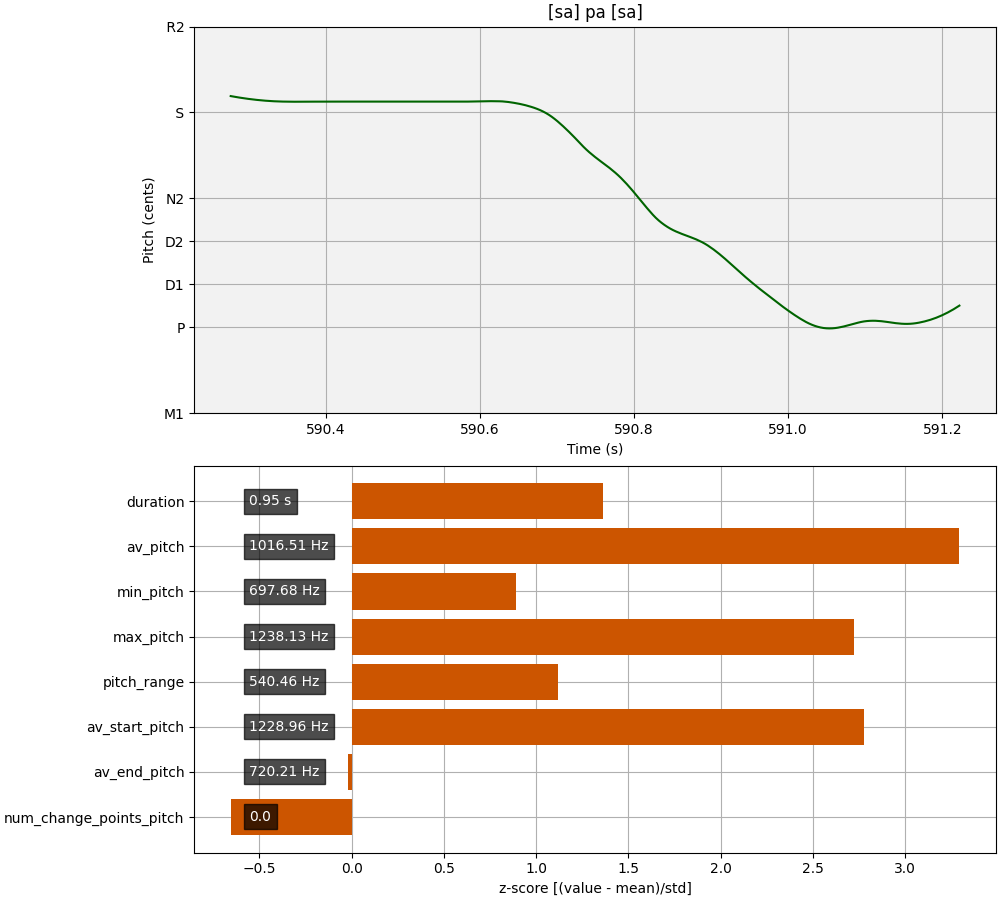 [sa] pa [sa]
R2
S
N2
D2
D1
P
M1
Pitch (cents)
590.4 590.6 590.8 591.0 591.2
Time (s)
duration 0.95 s
av_pitch 1016.51 Hz
min_pitch 697.68 Hz
max_pitch 1238.13 Hz
pitch_range 540.46 Hz
av_start_pitch 1228.96 Hz
av_end_pitch 720.21 Hz
num_change_points_pitch 0.0
−0.5 0.0 0.5 1.0 1.5 2.0 2.5 3.0
z-score [(value - mean)/std]